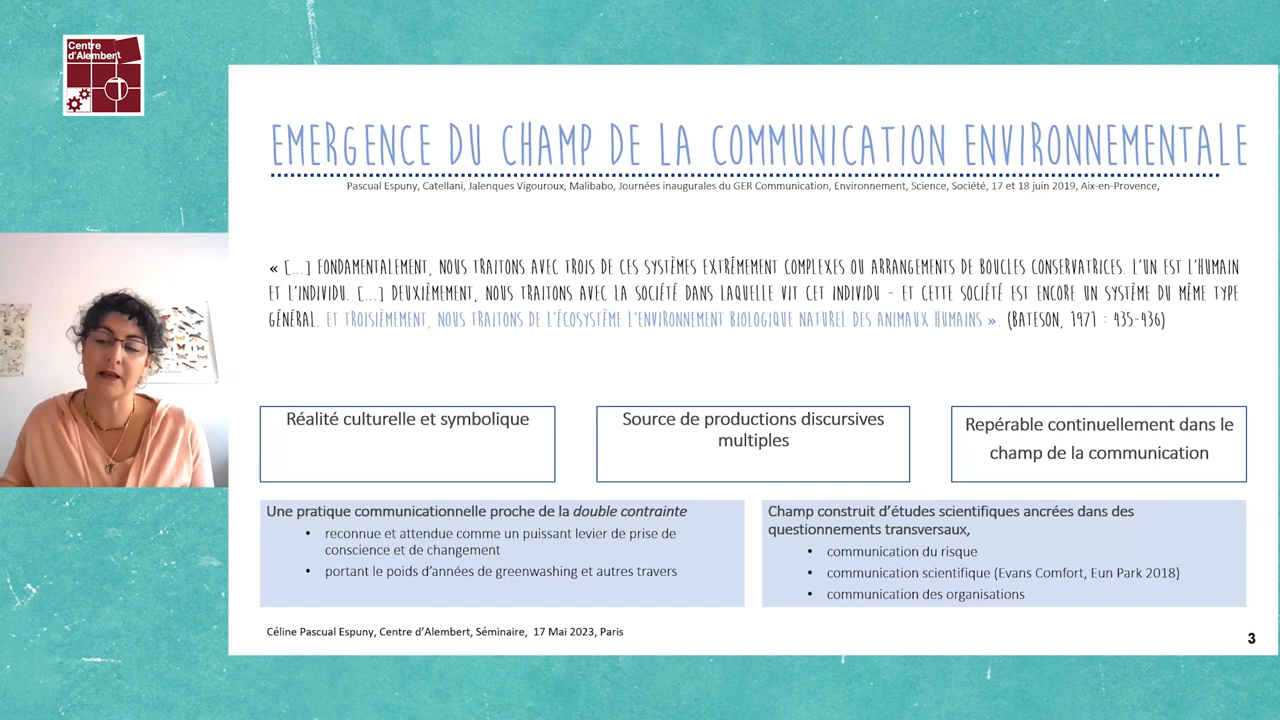 Centre
d'Alembert
EMERGENCE DU CHAMP DE LA COMMUNICATION ENVIRONNEMENTALE
Pascual Espuny, Catellani, Jalenques Vigouroux, Malibabo, Journées inaugurales du GER Communication, Environnement, Science, Société, 17 et 18 juin 2019, Aix-en-Provence,
« [...] FONDAMENTALEMENT, NOUS TRAITONS AVEC TROIS DE CES SYSTÈMES EXTRÊMEMENT COMPLEXES OU ARRANGEMENTS DE BOUCLES CONSERVATRICES. L'UN EST L'HUMAIN
ET L'INDIVIDU. [...] DEUXIÈMEMENT, NOUS TRAITONS AVEC LA SOCIÉTÉ DANS LAQUELLE VIT CET INDIVIDU - ET CETTE SOCIÉTÉ EST ENCORE UN SYSTÈME DU MÊME TYPE
GÉNÉRAL. ET TROISIÈMEMENT, NOUS TRAITONS DE L'ÉCOSYSTÈME L'ENVIRONNEMENT BIOLOGIQUE NATUREL DES ANIMAUX HUMAINS ». (BATESON, 1971 : 435-436)
Réalité culturelle et symbolique
Source de productions discursives
multiples
Repérable continuellement dans le
champ de la communication
Une pratique communicationnelle proche de la double contrainte
• reconnue et attendue comme un puissant levier de prise de
conscience et de changement
• portant le poids d'années de greenwashing et autres travers
Champ construit d'études scientifiques ancrées dans des
questionnements transversaux,
• communication du risque
• communication scientifique (Evans Comfort, Eun Park 2018)
• communication des organisations
Céline Pascual Espuny, Centre d'Alembert, Séminaire, 17 Mai 2023, Paris
3